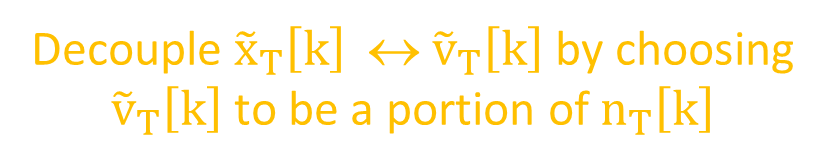 Decouple x̃_T[k] ↔ ṽ_T[k] by choosing
ṽ_T[k] to be a portion of n_T[k]